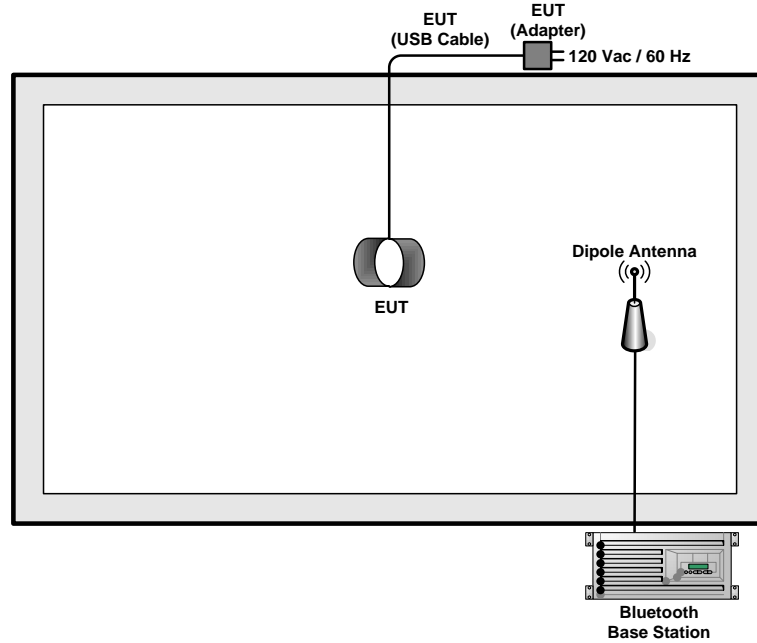 EUT
(USB Cable)
EUT
(Adapter)
120 Vac / 60 Hz
EUT
Dipole Antenna
Bluetooth
Base Station